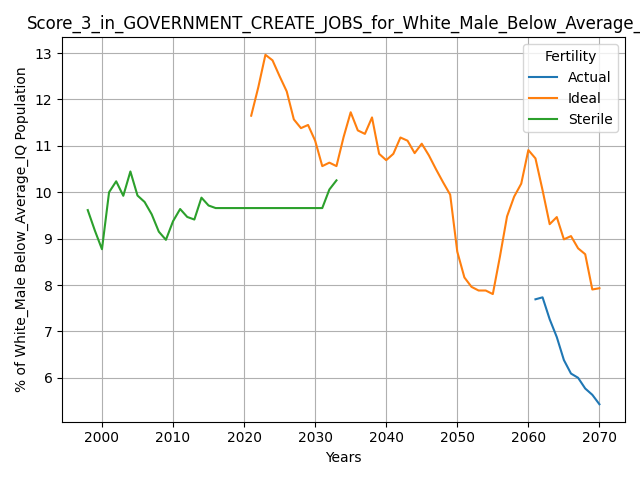 Score_3_in_GOVERNMENT_CREATE_JOBS_for_White_Male_Below_Average_
Fertility
Actual
Ideal
Sterile
% of White_Male Below_Average_IQ Population
13
12
11
10
9
8
7
6
2000 2010 2020 2030 2040 2050 2060 2070
Years